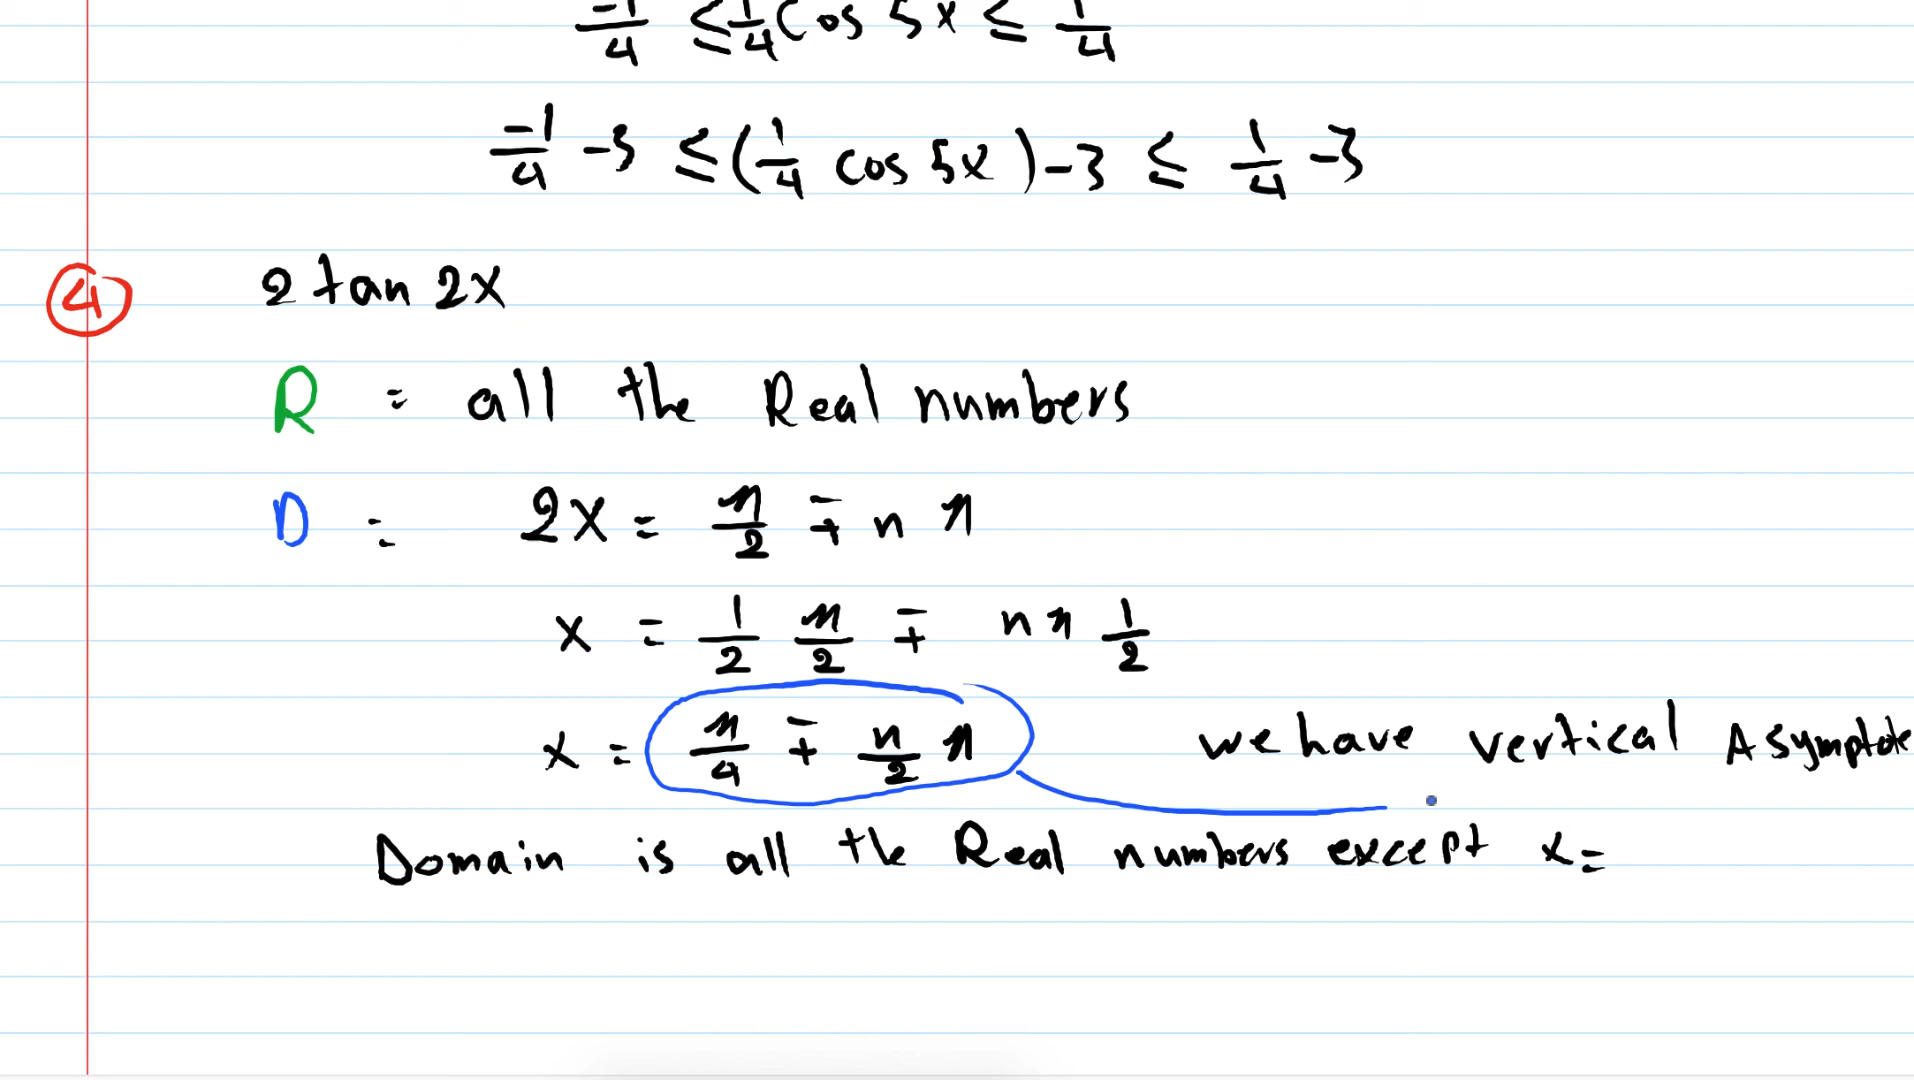 -1/4 ≤ 1/4 Cos 5x ≤ 1/4
-1/4 -3 ≤ (1/4 cos 5x) -3 ≤ 1/4 -3
4 2 tan 2x
R = all the Real numbers
D = 2x = π/2 ∓ n π
x = 1/2 π/2 ∓ n π 1/2
x = π/4 ∓ n/2 π we have vertical Asymptote
Domain is all the Real numbers except x =